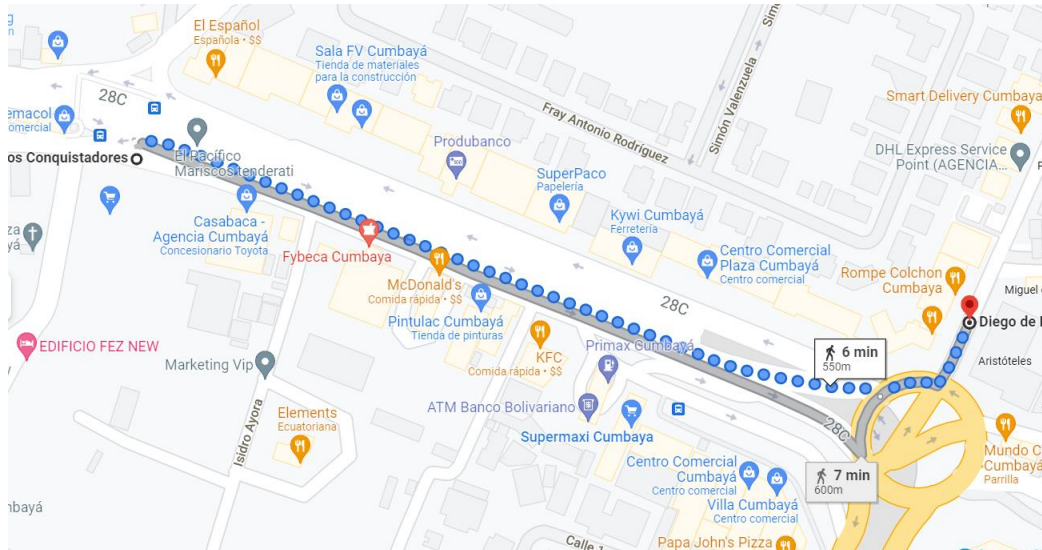 El Español
Española • $$
Sala FV Cumbayá
Tienda de materiales
para la construcción
28C
emacol
omercial
os Conquistadores
El Pacífico
Mariscos tenderati
Produbanco
Fray Antonio Rodríguez
Simón Valenzuela
Smart Delivery Cumbaya
DHL Express Service
Point (AGENCIA...
SuperPaco
Papelería
Kywi Cumbayá
Ferretería
Casabaca -
Agencia Cumbayá
Concesionario Toyota
Fybeca Cumbaya
McDonald's
Comida rápida • $$
Centro Comercial
Plaza Cumbayá
Centro comercial
Rompe Colchon
Cumbaya
Miguel
28C
Diego de
Pintulac Cumbayá
Tienda de pinturas
EDIFICIO FEZ NEW
Marketing Vip
KFC
Comida rápida • $$
Primax Cumbayá
6 min
550m
Aristóteles
ATM Banco Bolivariano
Supermaxi Cumbaya
Elements
Ecuatoriana
Isidro Ayora
28C
Centro Comercial
Cumbayá
Centro comercial
Villa Cumbayá
Centro comercial
7 min
600m
Mundo C
Cumbayá
Parrilla
mbayá
Calle
Papa John's Pizza